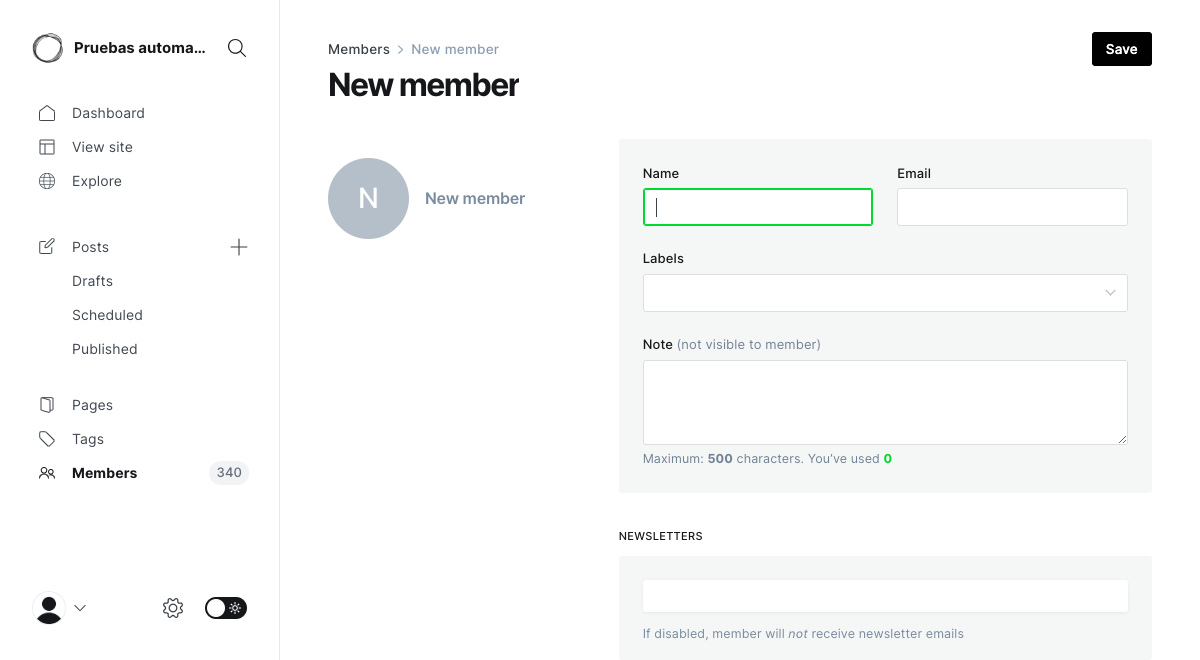 Pruebas automa...
Dashboard
View site
Explore
Posts
Drafts
Scheduled
Published
Pages
Tags
Members 340
Members > New member
New member
Save
N New member
Name Email
Labels
Note (not visible to member)
Maximum: 500 characters. You’ve used 0
NEWSLETTERS
If disabled, member will not receive newsletter emails